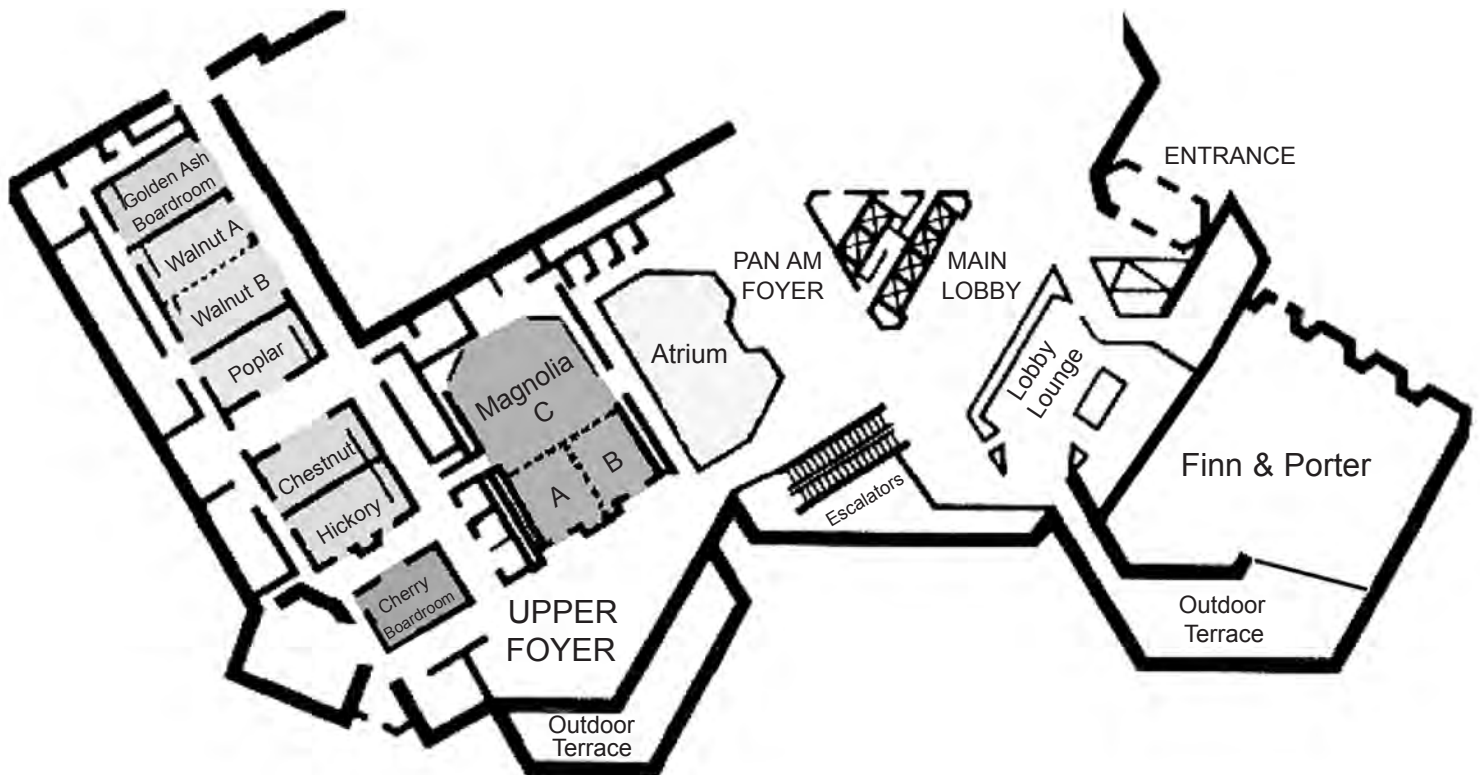 Golden Ash
Boardroom
Walnut A
Walnut B
Poplar
Chestnut
Hickory
Cherry
Boardroom
Magnolia
C
A
B
UPPER
FOYER
Outdoor
Terrace
Atrium
PAN AM
FOYER
MAIN
LOBBY
ENTRANCE
Escalators
Lobby
Lounge
Finn & Porter
Outdoor
Terrace